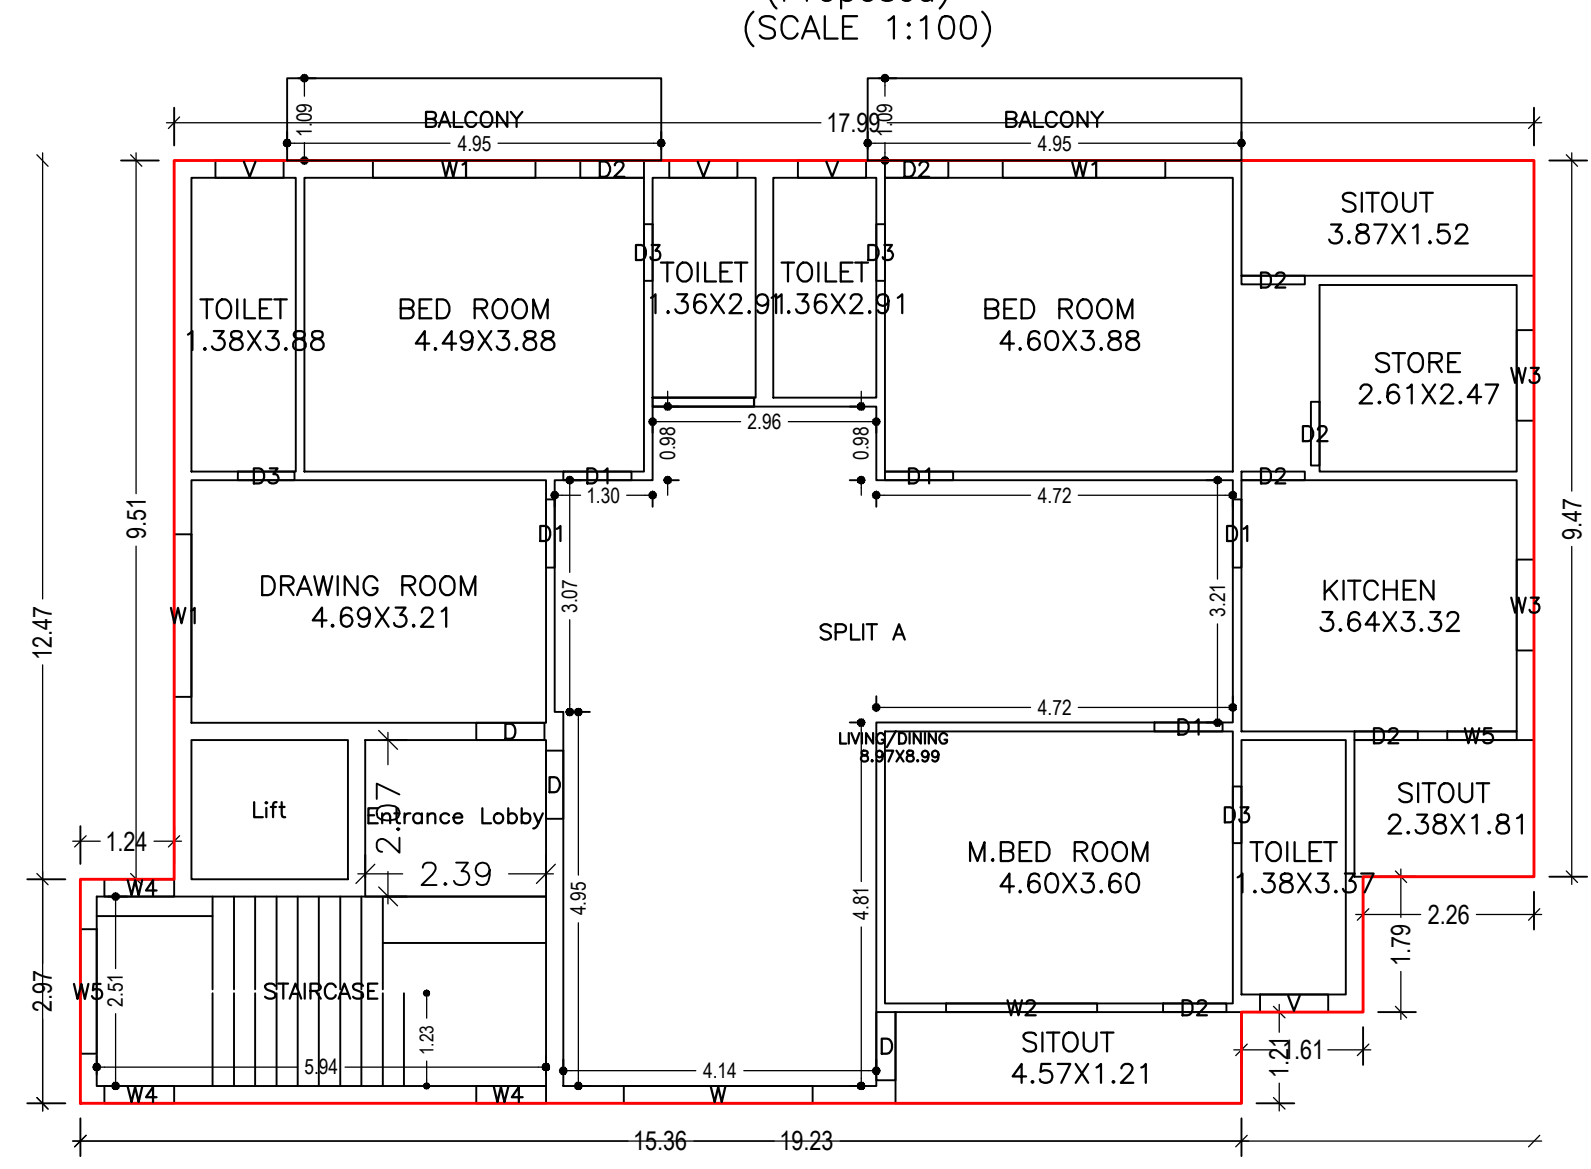 (Proposed)
(SCALE 1:100)
1.09
BALCONY
4.95
17.99
1.09
BALCONY
4.95
V
W1
D2
V
V
D2
W1
SITOUT
3.87X1.52
D3
D3
TOILET
1.36X2.91
TOILET
1.36X2.91
D2
TOILET
1.38X3.88
BED ROOM
4.49X3.88
BED ROOM
4.60X3.88
STORE
2.61X2.47
W3
2.96
0.98
0.98
D2
D3
D1
D1
D2
1.30
4.72
9.51
9.47
D1
D1
DRAWING ROOM
4.69X3.21
3.07
3.21
KITCHEN
3.64X3.32
W1
W3
12.47
SPLIT A
4.72
D
D1
D2
W5
LIVING/DINING
8.97X8.99
D
Lift
2.07
Entrance Lobby
2.39
SITOUT
2.38X1.81
D3
1.24
M.BED ROOM
4.60X3.60
TOILET
1.38X3.37
W4
4.95
4.81
2.26
1.79
2.97
W5
2.51
STAIRCASE
1.23
W2
D2
V
D
SITOUT
4.57X1.21
1.21
1.61
5.94
4.14
W4
W4
W
15.36
19.23